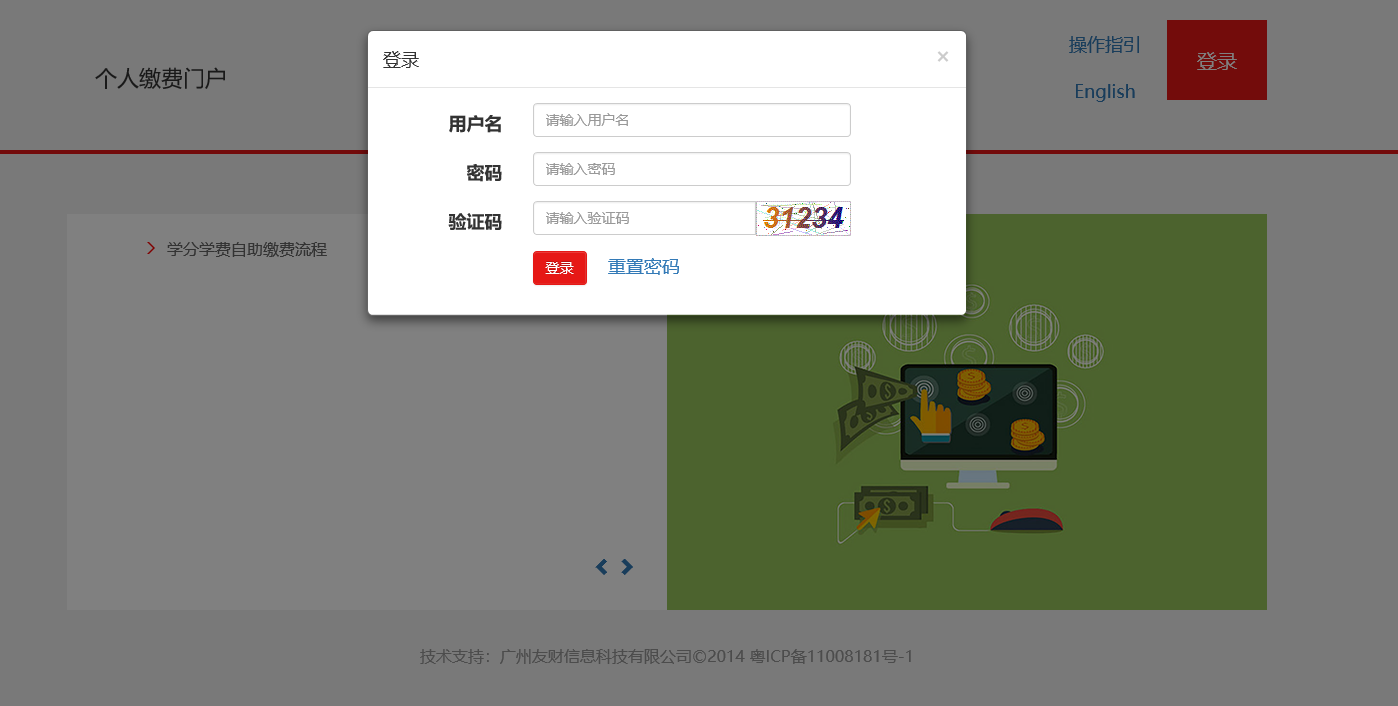 个人缴费门户
操作指引
English
登录
登录
×
用户名
请输入用户名
密码
请输入密码
验证码
请输入验证码
31234
登录
重置密码
学分学费自助缴费流程
技术支持：广州友财信息科技有限公司©2014 粤ICP备11008181号-1